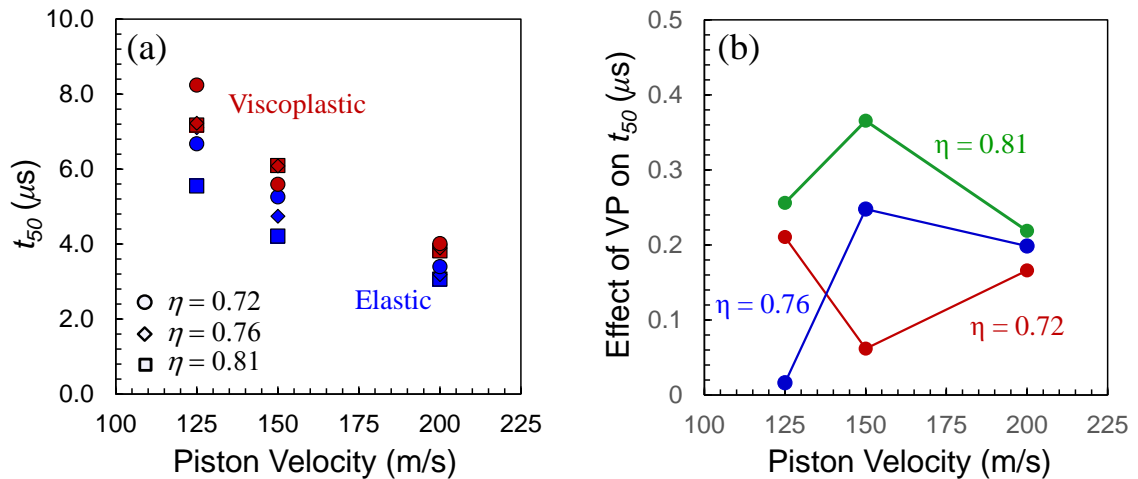 (a)
10.0
8.0
6.0
4.0
2.0
0.0
t50 (μs)
Viscoplastic
Elastic
η = 0.72
η = 0.76
η = 0.81
100 125 150 175 200 225
Piston Velocity (m/s)
(b)
0.5
0.4
0.3
0.2
0.1
0
Effect of VP on t50 (μs)
η = 0.81
η = 0.76
η = 0.72
100 125 150 175 200 225
Piston Velocity (m/s)